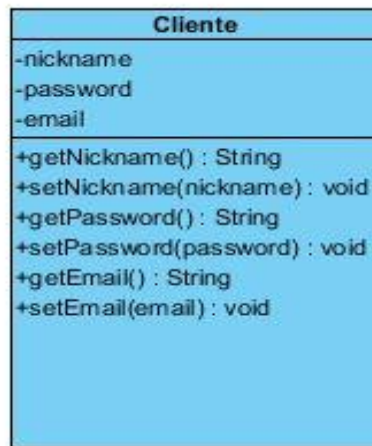 Cliente
-nickname
-password
-email
+getNickname() : String
+setNickname(nickname) : void
+getPassword() : String
+setPassword(password) : void
+getEmail() : String
+setEmail(email) : void